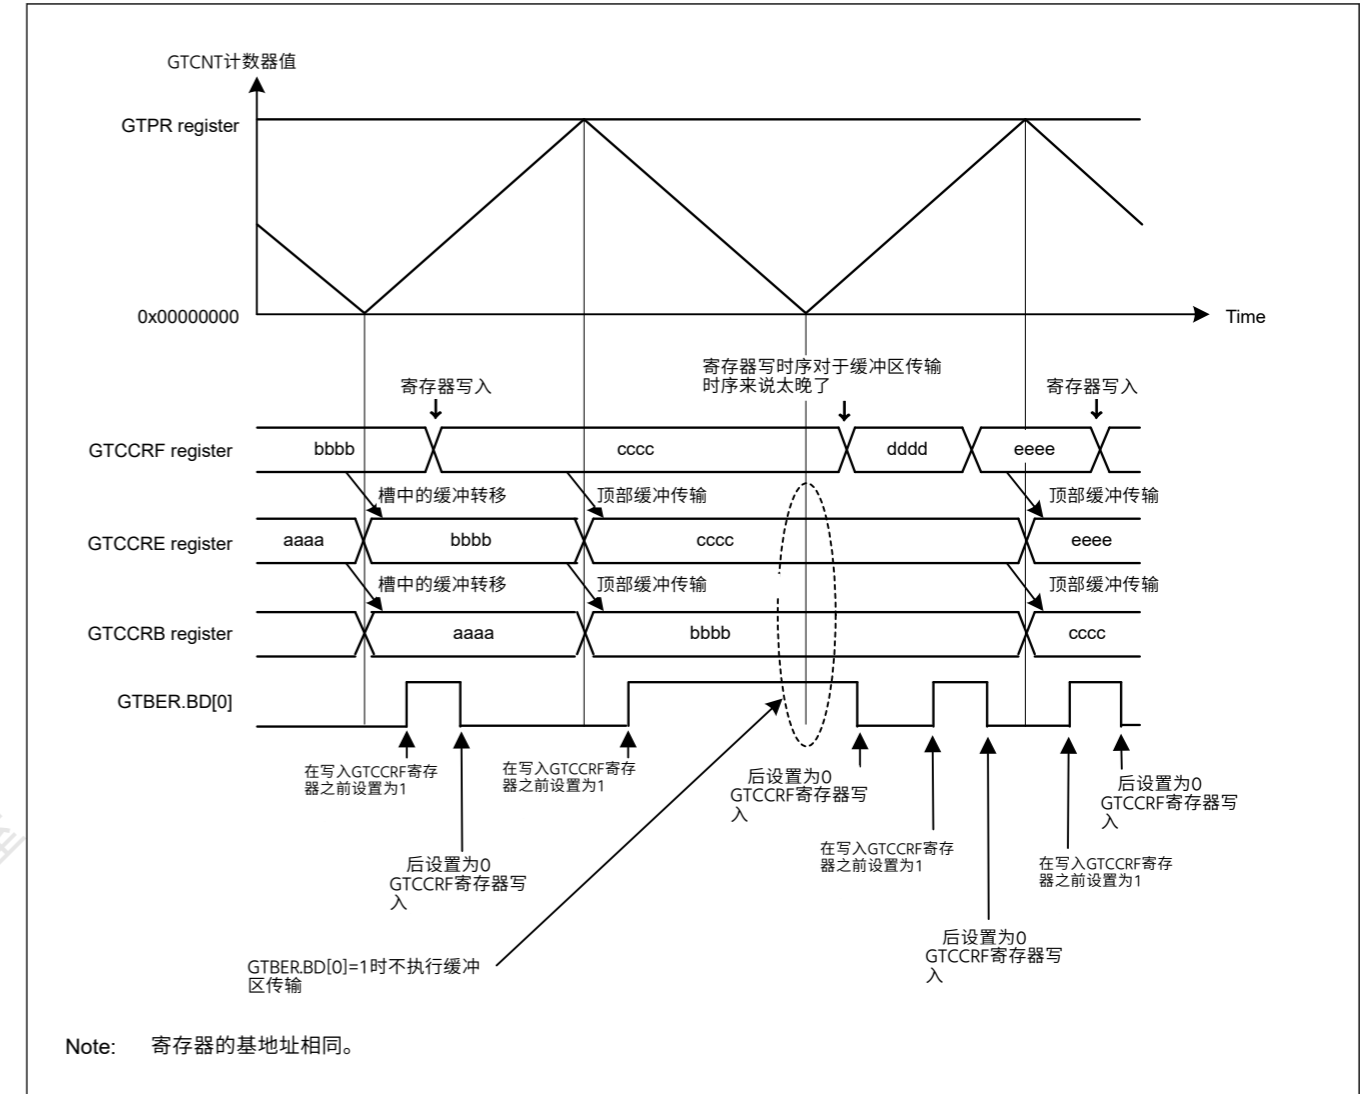 GTCNT计数器值
GTPR register
0x00000000
Time
寄存器写时序对于缓冲区传输
时序来说太晚了
寄存器写入
寄存器写入
GTCCRF register
bbbb
cccc
dddd
eeee
槽中的缓冲转移
顶部缓冲传输
顶部缓冲传输
GTCCRE register
aaaa
bbbb
cccc
eeee
槽中的缓冲转移
顶部缓冲传输
顶部缓冲传输
GTCCRB register
aaaa
bbbb
cccc
GTBER.BD[0]
在写入GTCCRF寄存
器之前设置为1
在写入GTCCRF寄存
器之前设置为1
后设置为0
GTCCRF寄存器写
入
后设置为0
GTCCRF寄存器写
入
在写入GTCCRF寄存
器之前设置为1
在写入GTCCRF寄存
器之前设置为1
后设置为0
GTCCRF寄存器写
入
后设置为0
GTCCRF寄存器写
入
GTBER.BD[0]=1时不执行缓冲
区传输
Note: 寄存器的基地址相同。